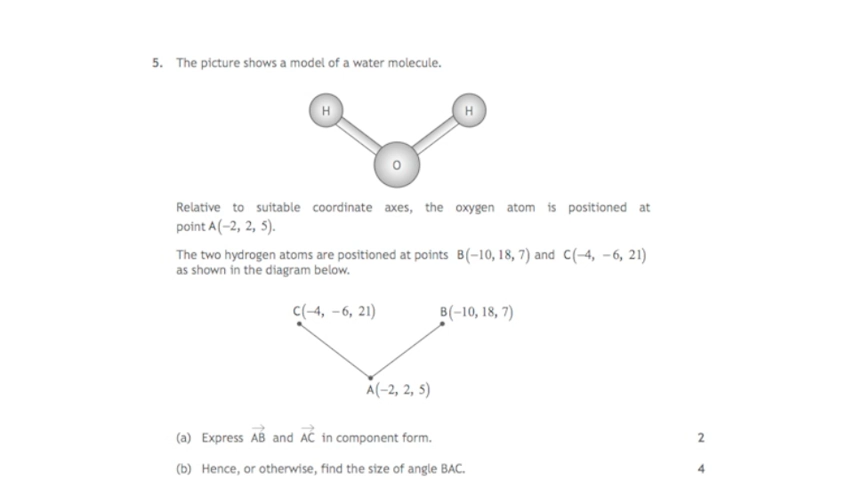 5. The picture shows a model of a water molecule.
H H
O
Relative to suitable coordinate axes, the oxygen atom is positioned at
point A(−2, 2, 5).
The two hydrogen atoms are positioned at points B(−10, 18, 7) and C(−4, −6, 21)
as shown in the diagram below.
C(−4, −6, 21) B(−10, 18, 7)
A(−2, 2, 5)
(a) Express A⃗B⃗ and A⃗C⃗ in component form. 2
(b) Hence, or otherwise, find the size of angle BAC. 4